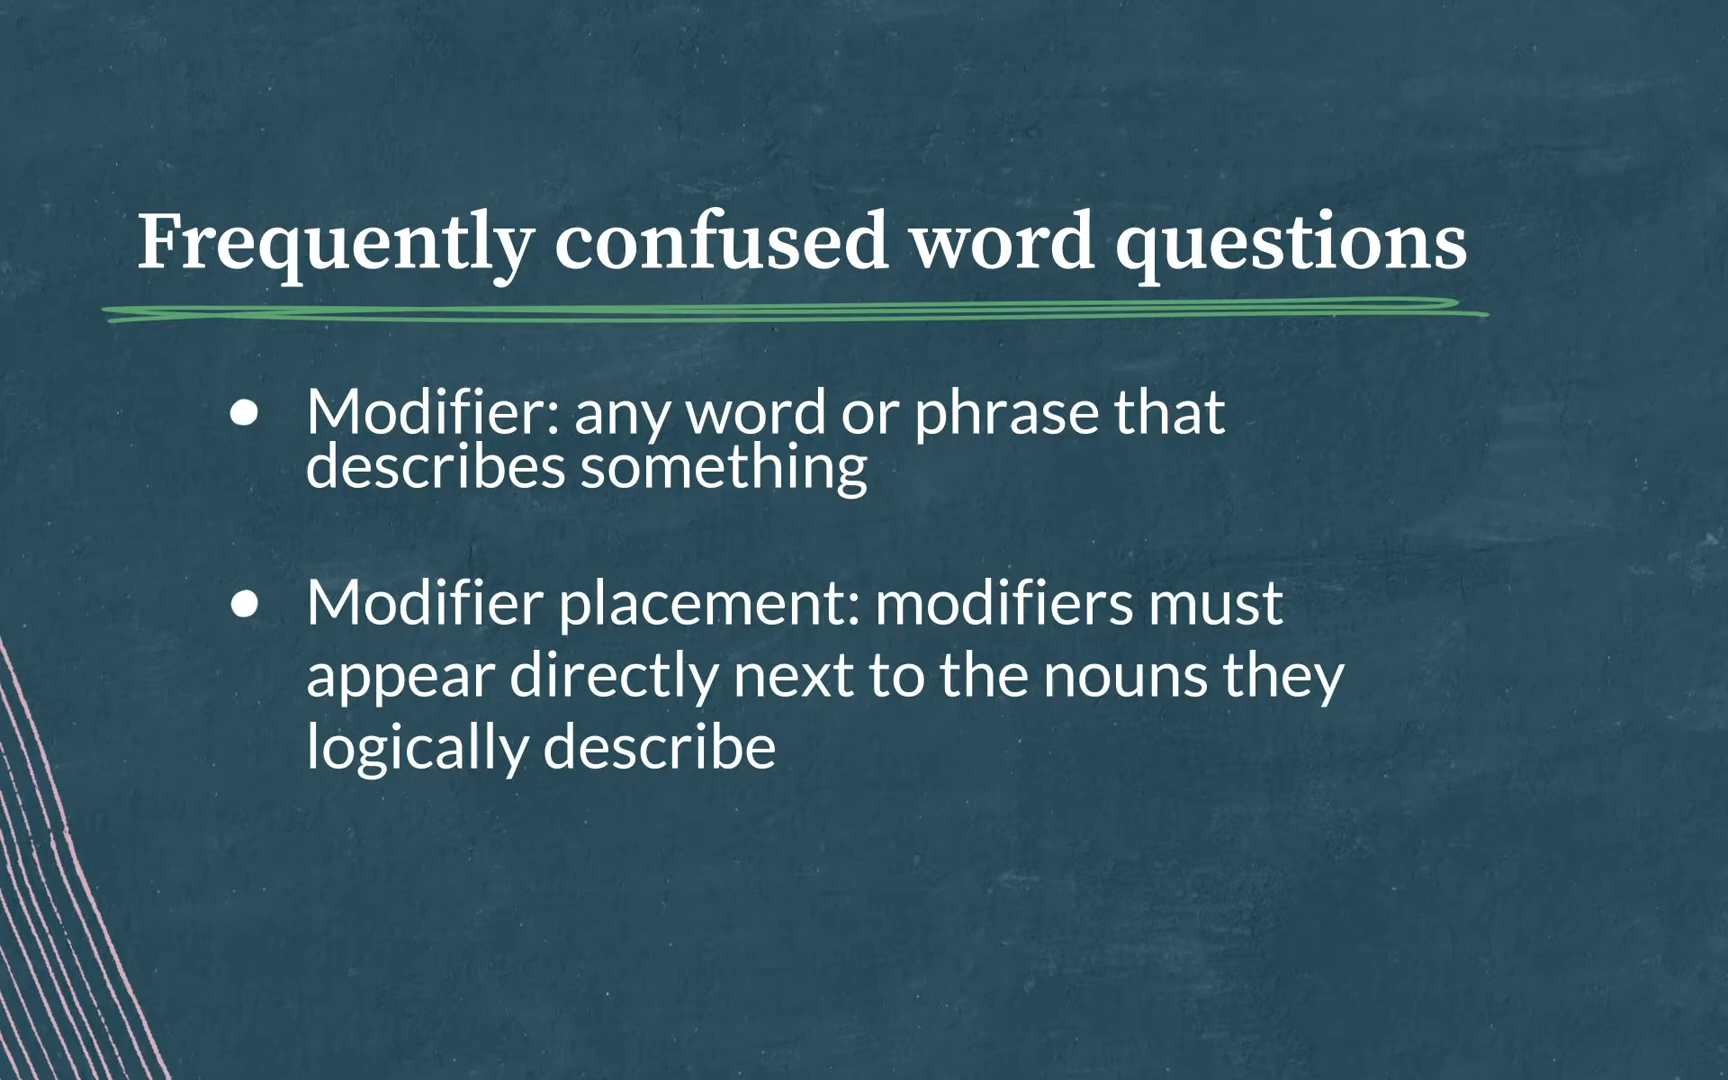 Frequently confused word questions
● Modifier: any word or phrase that
describes something
● Modifier placement: modifiers must
appear directly next to the nouns they
logically describe